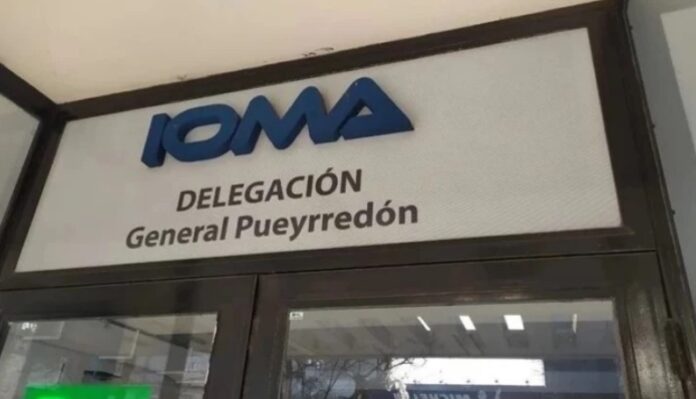 IOMA
DELEGACIÓN
General Pueyrredón